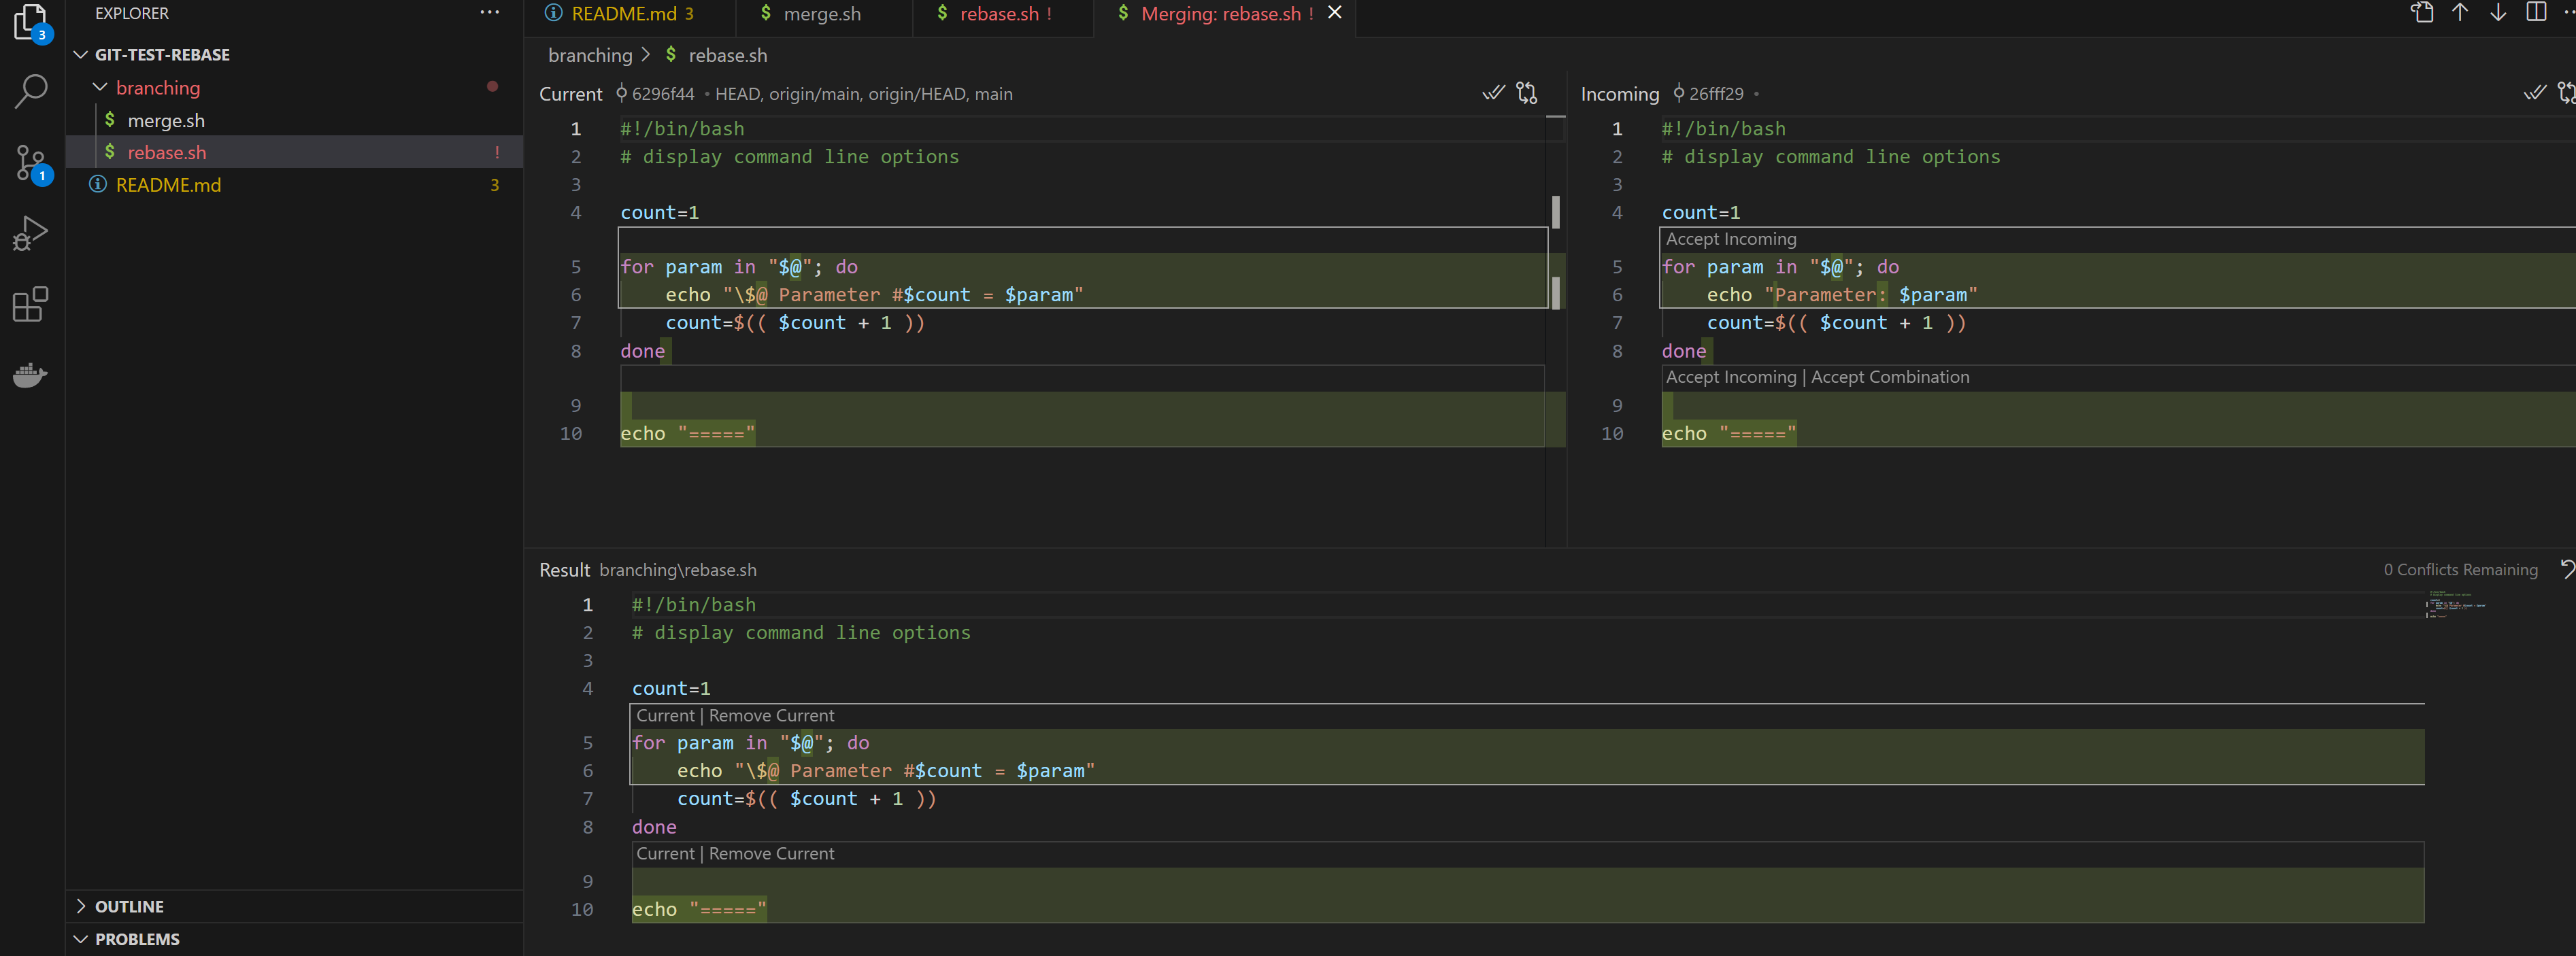 EXPLORER
GIT-TEST-REBASE
branching
$ merge.sh
$ rebase.sh !
README.md 3
3
1
OUTLINE
PROBLEMS
README.md 3
$ merge.sh
$ rebase.sh !
$ Merging: rebase.sh !
branching > $ rebase.sh
Current 6296f44 • HEAD, origin/main, origin/HEAD, main
1 #!/bin/bash
2 # display command line options
3
4 count=1
5 for param in "$@"; do
6 echo "\$@ Parameter #$count = $param"
7 count=$(( $count + 1 ))
8 done
9
10 echo "====="
Incoming 26fff29 •
1 #!/bin/bash
2 # display command line options
3
4 count=1
Accept Incoming
5 for param in "$@"; do
6 echo "Parameter: $param"
7 count=$(( $count + 1 ))
8 done
Accept Incoming | Accept Combination
9
10 echo "====="
Result branching\rebase.sh
0 Conflicts Remaining
1 #!/bin/bash
2 # display command line options
3
4 count=1
Current | Remove Current
5 for param in "$@"; do
6 echo "\$@ Parameter #$count = $param"
7 count=$(( $count + 1 ))
8 done
Current | Remove Current
9
10 echo "====="